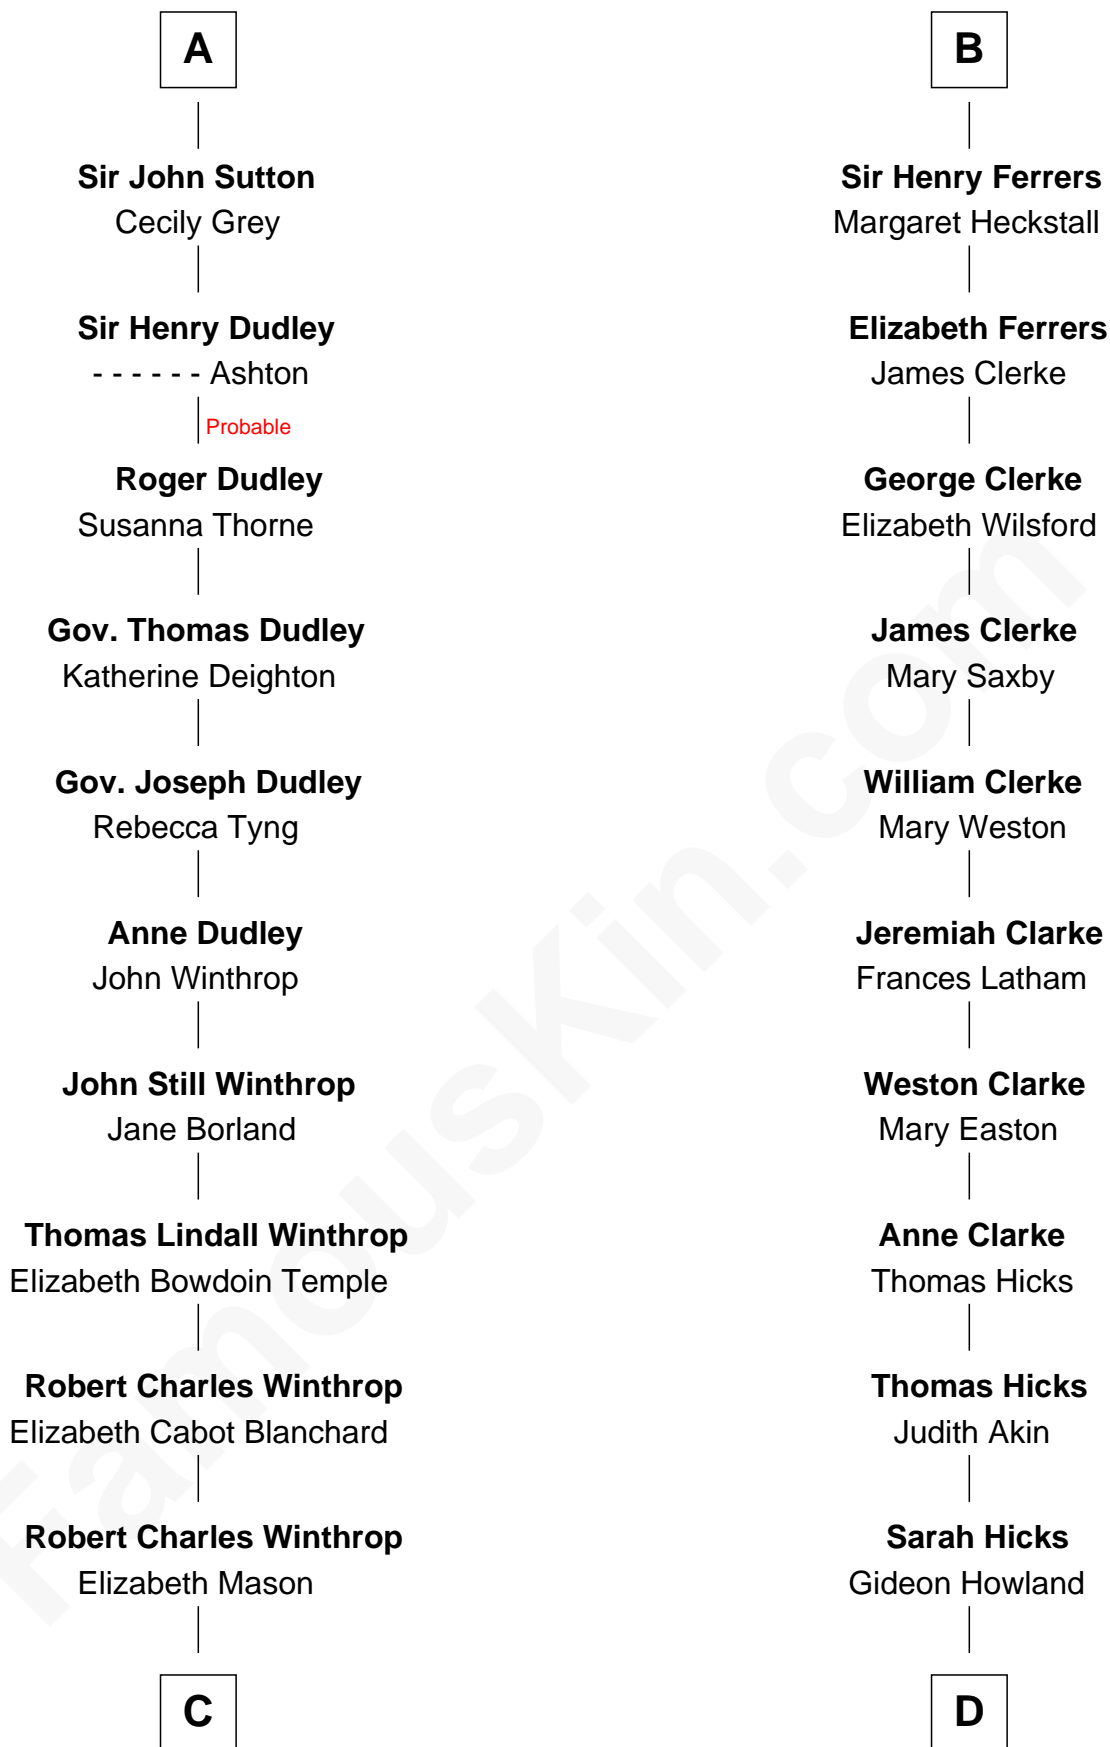 A
Sir John Sutton
Cecily Grey
Sir Henry Dudley
- - - - - - Ashton
Probable
Roger Dudley
Susanna Thorne
Gov. Thomas Dudley
Katherine Deighton
Gov. Joseph Dudley
Rebecca Tyng
Anne Dudley
John Winthrop
John Still Winthrop
Jane Borland
Thomas Lindall Winthrop
Elizabeth Bowdoin Temple
Robert Charles Winthrop
Elizabeth Cabot Blanchard
Robert Charles Winthrop
Elizabeth Mason
C
B
Sir Henry Ferrers
Margaret Heckstall
Elizabeth Ferrers
James Clerke
George Clerke
Elizabeth Wilsford
James Clerke
Mary Saxby
William Clerke
Mary Weston
Jeremiah Clarke
Frances Latham
Weston Clarke
Mary Easton
Anne Clarke
Thomas Hicks
Thomas Hicks
Judith Akin
Sarah Hicks
Gideon Howland
D
FamousKin.com